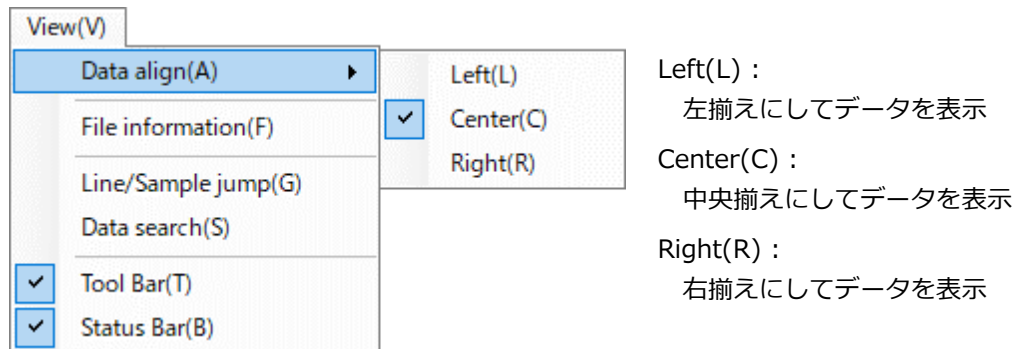 View(V)
Data align(A)
File information(F)
Line/Sample jump(G)
Data search(S)
Tool Bar(T)
Status Bar(B)
Left(L)
Center(C)
Right(R)
Left(L) :
左揃えにしてデータを表示
Center(C) :
中央揃えにしてデータを表示
Right(R) :
右揃えにしてデータを表示